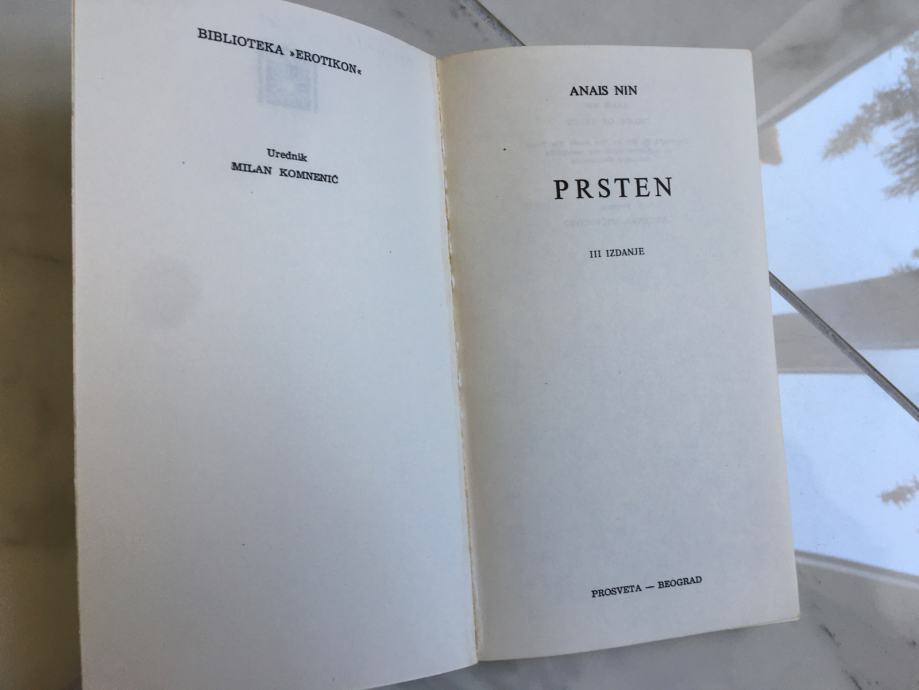 BIBLIOTEKA »EROTIKON«
Urednik
MILAN KOMNENIĆ
ANAIS NIN
PRSTEN
III IZDANJE
PROSVETA — BEOGRAD